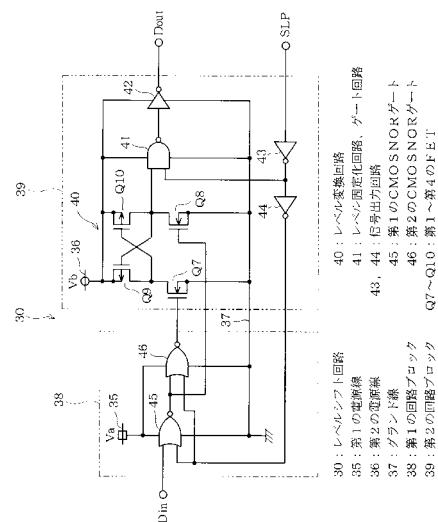 30
38
39
Va
35
Vb
36
40
Q10
Q9
41
42
Dout
Din
45
46
Q7
Q8
37
44
43
SLP
30：レベルシフト回路
35：第1の電源線
36：第2の電源線
37：グランド線
38：第1の回路ブロック
39：第2の回路ブロック
40：レベル変換回路
41：レベル固定化回路、ゲート回路
43，44：信号出力回路
45：第1のCMOSNORゲート
46：第2のCMOSNORゲート
Q7～Q10：第1～第4のFET